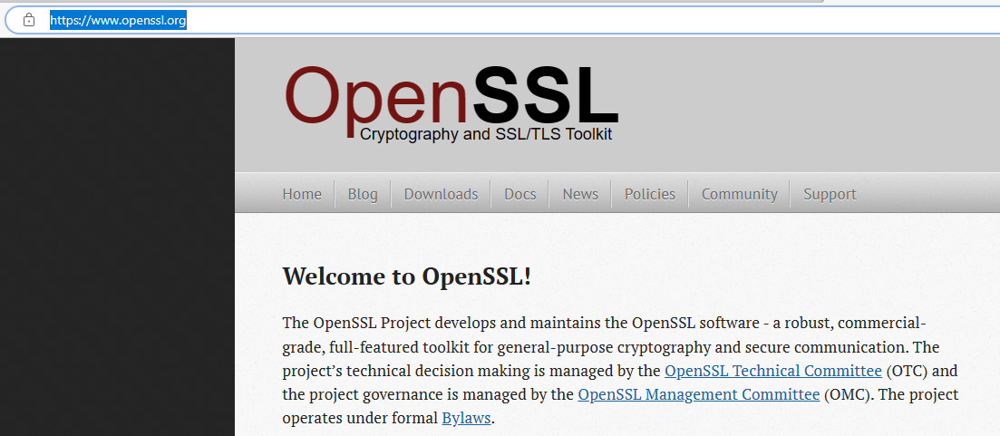 https://www.openssl.org
OpenSSL
Cryptography and SSL/TLS Toolkit
Home Blog Downloads Docs News Policies Community Support
Welcome to OpenSSL!
The OpenSSL Project develops and maintains the OpenSSL software - a robust, commercial-
grade, full-featured toolkit for general-purpose cryptography and secure communication. The
project’s technical decision making is managed by the OpenSSL Technical Committee (OTC) and
the project governance is managed by the OpenSSL Management Committee (OMC). The project
operates under formal Bylaws.